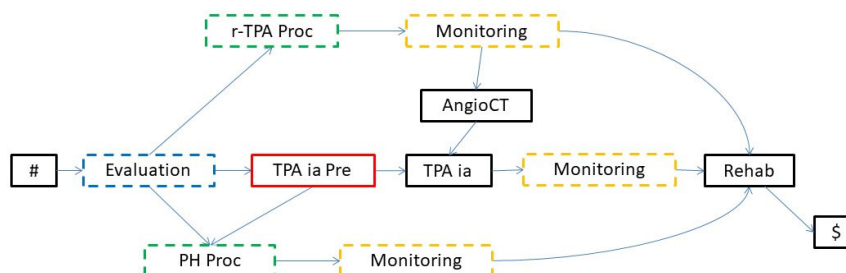 r-TPA Proc
Monitoring
AngioCT
#
Evaluation
TPA ia Pre
TPA ia
Monitoring
Rehab
$
PH Proc
Monitoring